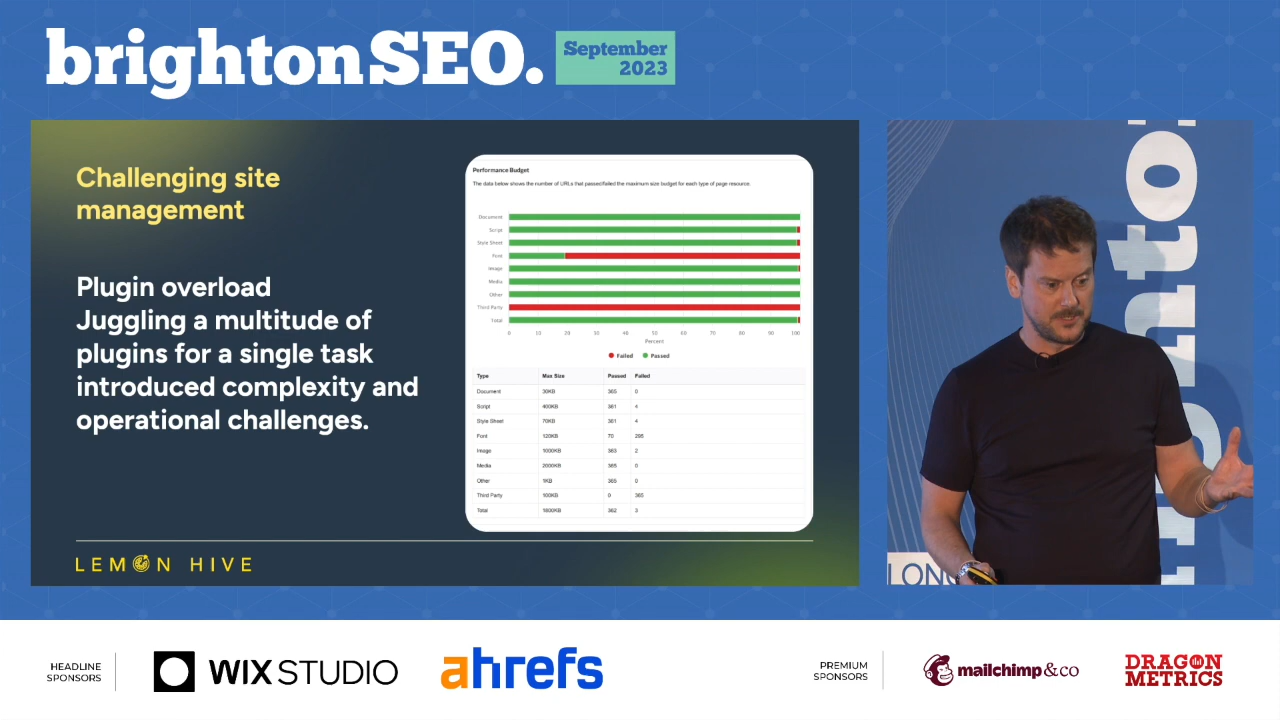 brightonSEO.
September
2023
Challenging site
management
Plugin overload
Juggling a multitude of
plugins for a single task
introduced complexity and
operational challenges.
Performance Budget
The data below shows the number of URLs that passed/failed the maximum size budget for each type of page resource.
Document
Script
Style Sheet
Font
Image
Media
Other
Third Party
Total
0 10 20 30 40 50 60 70 80 90 100
Percent
Failed Passed
Type Max Size Passed Failed
Document 30KB 365 0
Script 400KB 361 4
Style Sheet 70KB 361 4
Font 120KB 70 295
Image 1000KB 363 2
Media 2000KB 365 0
Other 1KB 365 0
Third Party 100KB 0 365
Total 1800KB 362 3
LEMON HIVE
HEADLINE
SPONSORS
WIX STUDIO
ahrefs
PREMIUM
SPONSORS
mailchimp&co
DRAGON
METRICS